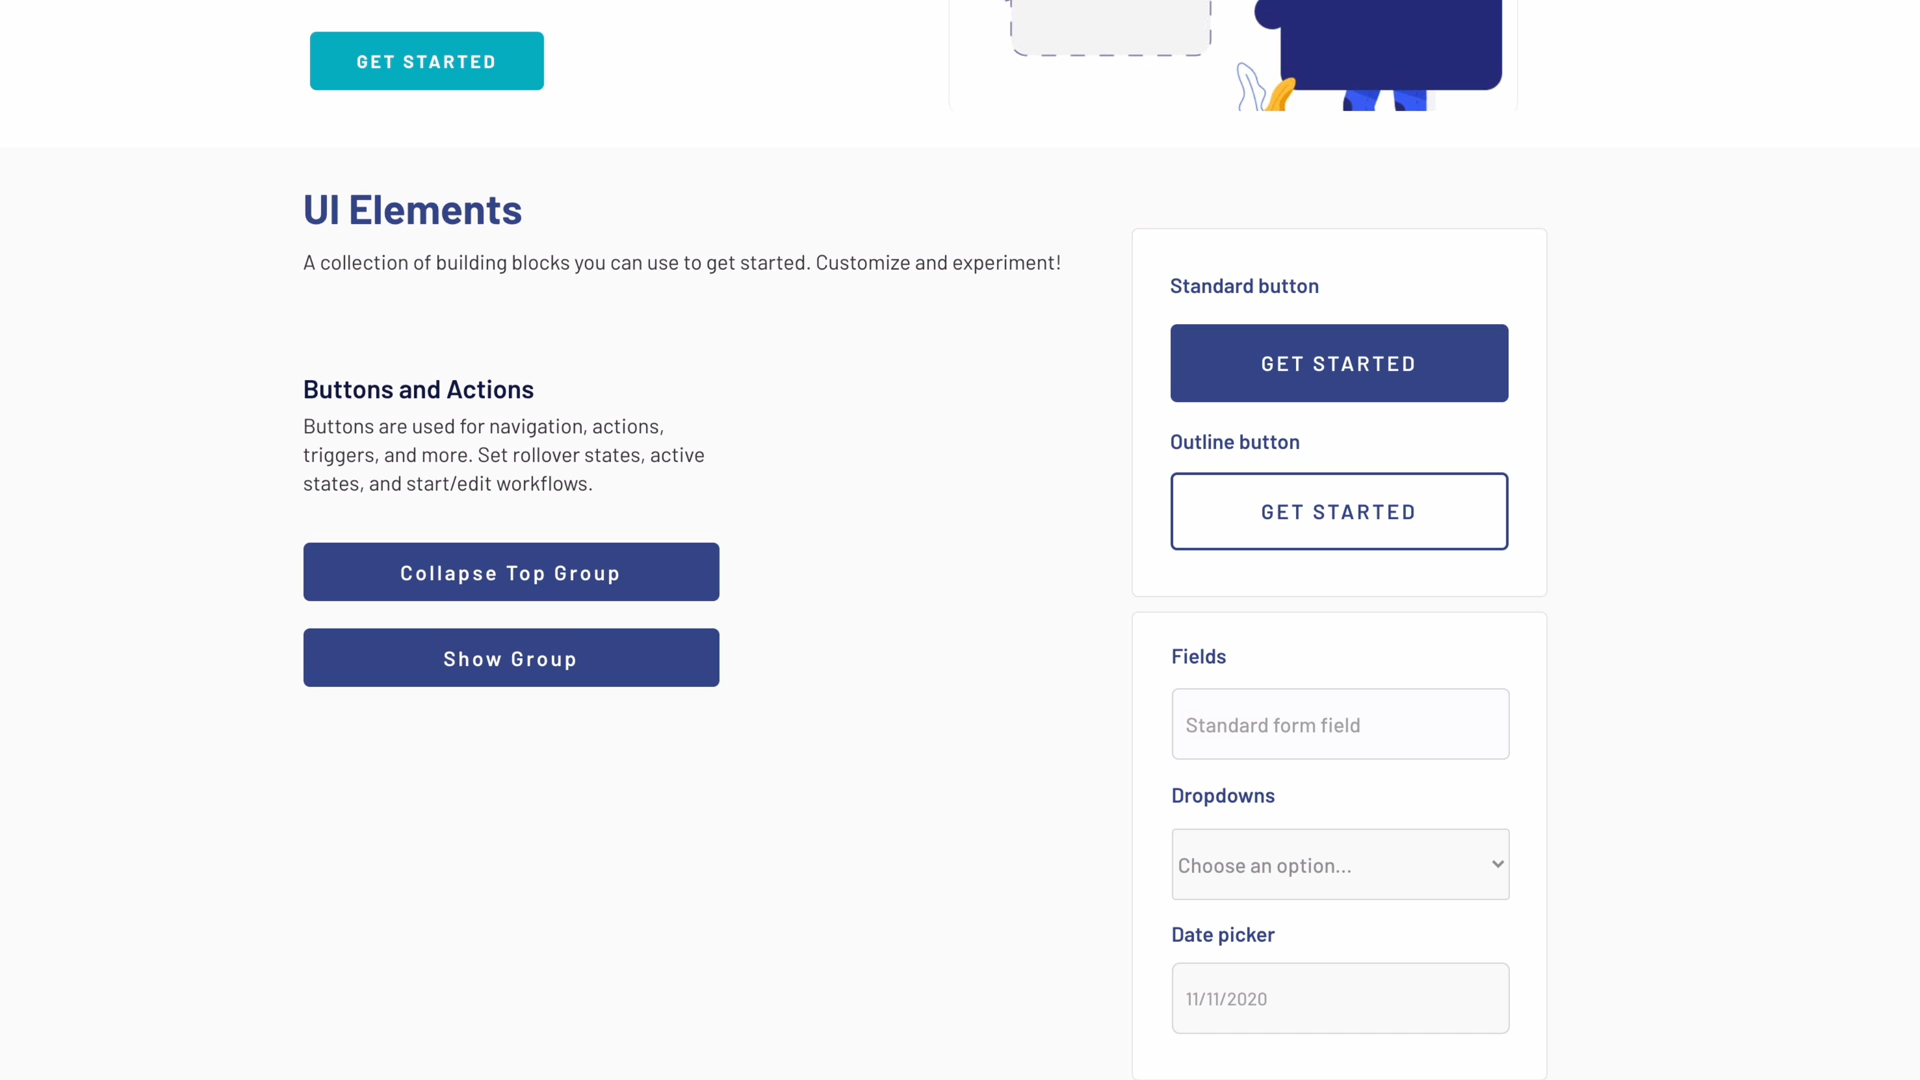 GET STARTED
UI Elements
A collection of building blocks you can use to get started. Customize and experiment!
Buttons and Actions
Buttons are used for navigation, actions,
triggers, and more. Set rollover states, active
states, and start/edit workflows.
Collapse Top Group
Show Group
Standard button
GET STARTED
Outline button
GET STARTED
Fields
Standard form field
Dropdowns
Choose an option...
Date picker
11/11/2020